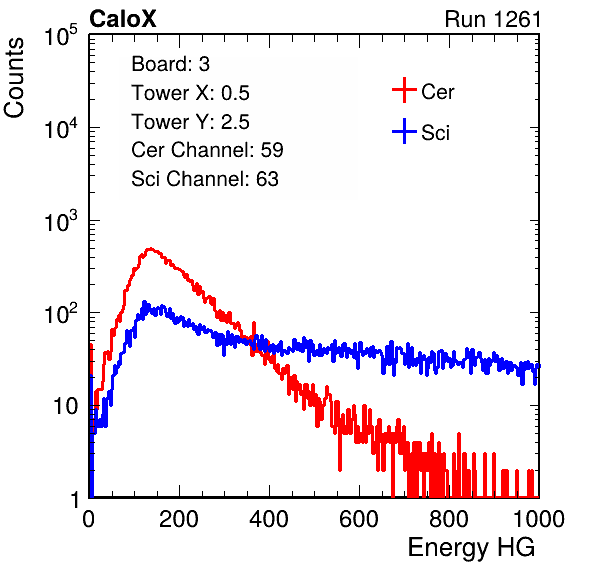 CaloX Run 1261
Counts
Board: 3
Tower X: 0.5
Tower Y: 2.5
Cer Channel: 59
Sci Channel: 63
Cer
Sci
10^5
10^4
10^3
10^2
10
1
0 200 400 600 800 1000
Energy HG